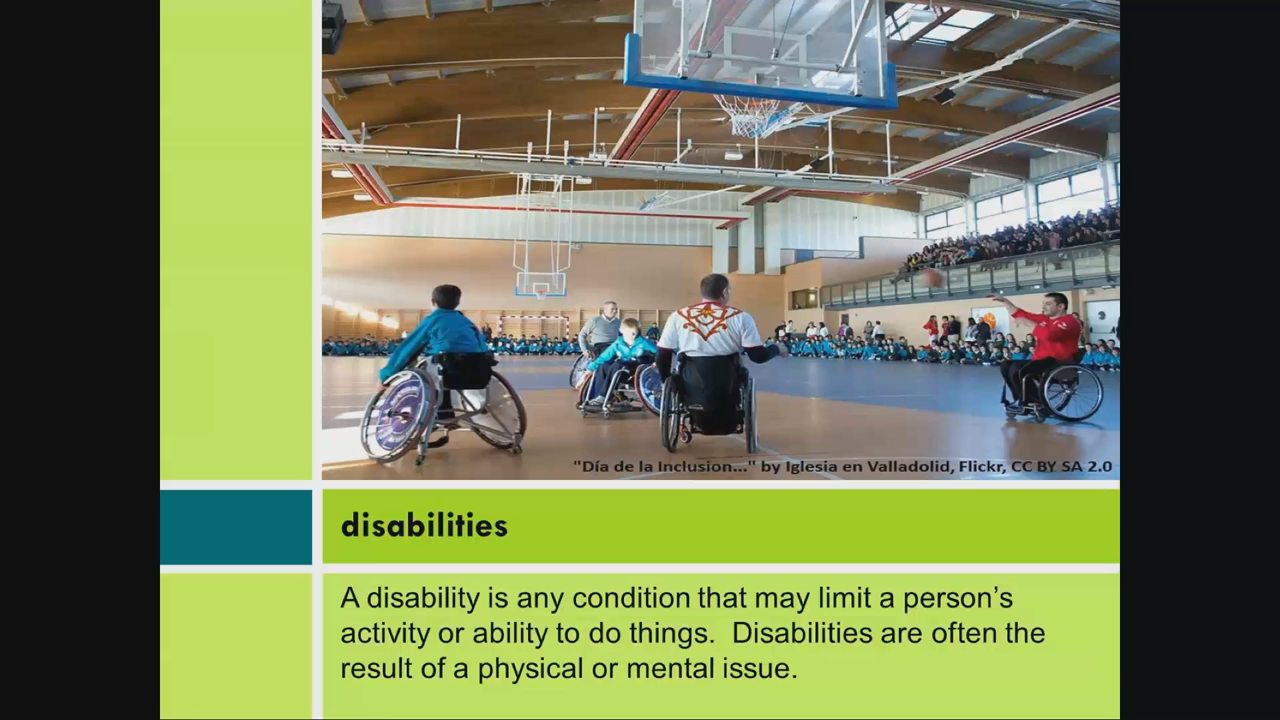 "Día de la Inclusion..." by Iglesia en Valladolid, Flickr, CC BY SA 2.0
disabilities
A disability is any condition that may limit a person’s
activity or ability to do things.  Disabilities are often the
result of a physical or mental issue.